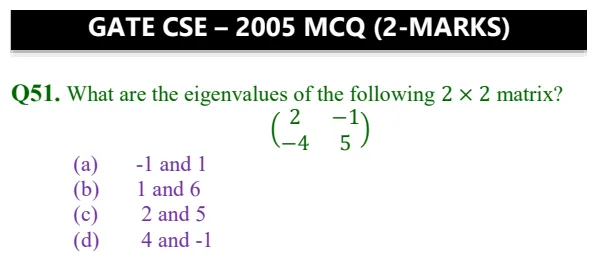 GATE CSE – 2005 MCQ (2-MARKS)
Q51. What are the eigenvalues of the following 2 × 2 matrix?
( 2 −1
−4 5 )
(a) -1 and 1
(b) 1 and 6
(c) 2 and 5
(d) 4 and -1